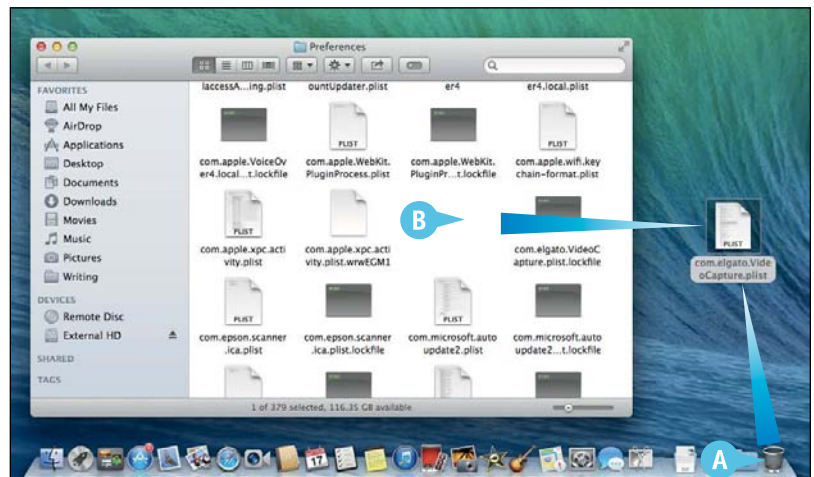 Preferences
FAVORITES
All My Files
AirDrop
Applications
Desktop
Documents
Downloads
Movies
Music
Pictures
Writing
DEVICES
Remote Disc
External HD
SHARED
TAGS
laccessA...ing.plist
ountUpdater.plist
er4
er4.local.plist
PLIST
PLIST
com.apple.VoiceOv
er4.local...t.lockfile
com.apple.WebKit.
PluginProcess.plist
com.apple.WebKit.
PluginPr...t.lockfile
com.apple.wifi.key
chain-format.plist
PLIST
com.apple.xpc.acti
vity.plist
com.apple.xpc.acti
vity.plist.wrwEGM1
B
com.elgato.VideoC
apture.plist.lockfile
PLIST
com.elgato.Vide
oCapture.plist
PLIST
PLIST
com.epson.scanner
.ica.plist
com.epson.scanner
.ica.plist.lockfile
com.microsoft.auto
update2.plist
com.microsoft.auto
update2...t.lockfile
1 of 379 selected, 116.35 GB available
17
A